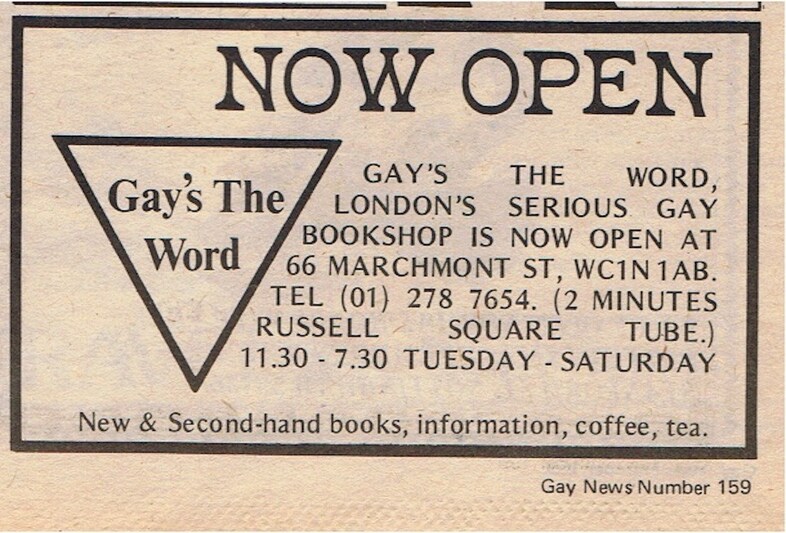 NOW OPEN
Gay's The
Word
GAY'S THE WORD,
LONDON'S SERIOUS GAY
BOOKSHOP IS NOW OPEN AT
66 MARCHMONT ST, WC1N 1AB.
TEL (01) 278 7654. (2 MINUTES
RUSSELL SQUARE TUBE.)
11.30 - 7.30 TUESDAY - SATURDAY
New & Second-hand books, information, coffee, tea.
Gay News Number 159